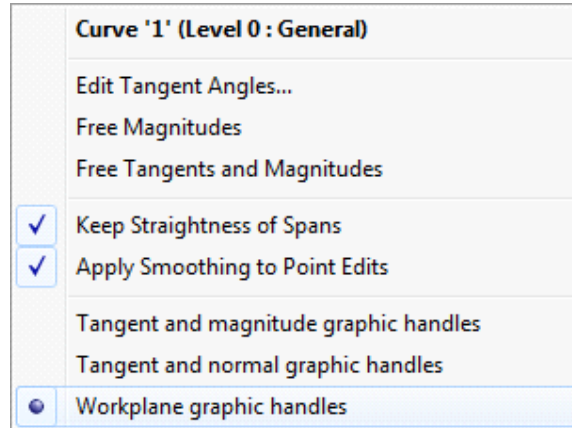 Curve '1' (Level 0 : General)
Edit Tangent Angles...
Free Magnitudes
Free Tangents and Magnitudes
Keep Straightness of Spans
Apply Smoothing to Point Edits
Tangent and magnitude graphic handles
Tangent and normal graphic handles
Workplane graphic handles